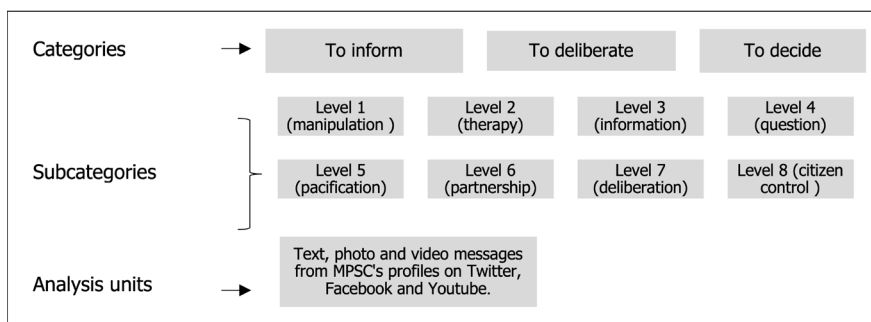 Categories
To inform
To deliberate
To decide
Level 1
(manipulation )
Level 2
(therapy)
Level 3
(information)
Level 4
(question)
Subcategories
Level 5
(pacification)
Level 6
(partnership)
Level 7
(deliberation)
Level 8 (citizen
control )
Analysis units
Text, photo and video messages
from MPSC's profiles on Twitter,
Facebook and Youtube.